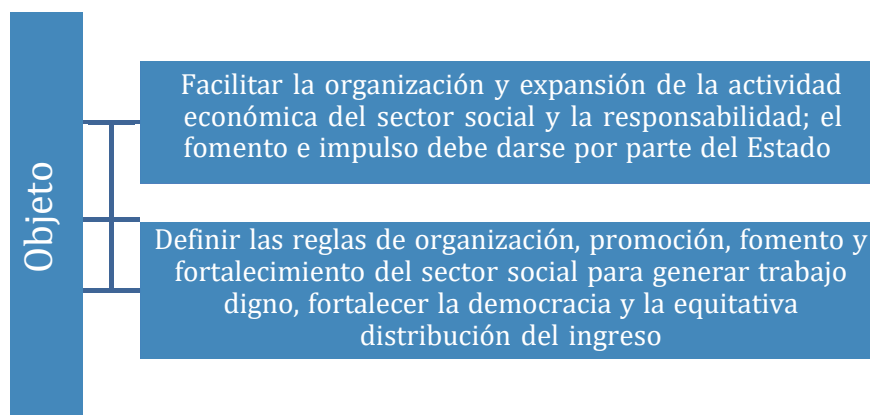 Objeto
Facilitar la organización y expansión de la actividad
económica del sector social y la responsabilidad; el
fomento e impulso debe darse por parte del Estado
Definir las reglas de organización, promoción, fomento y
fortalecimiento del sector social para generar trabajo
digno, fortalecer la democracia y la equitativa
distribución del ingreso